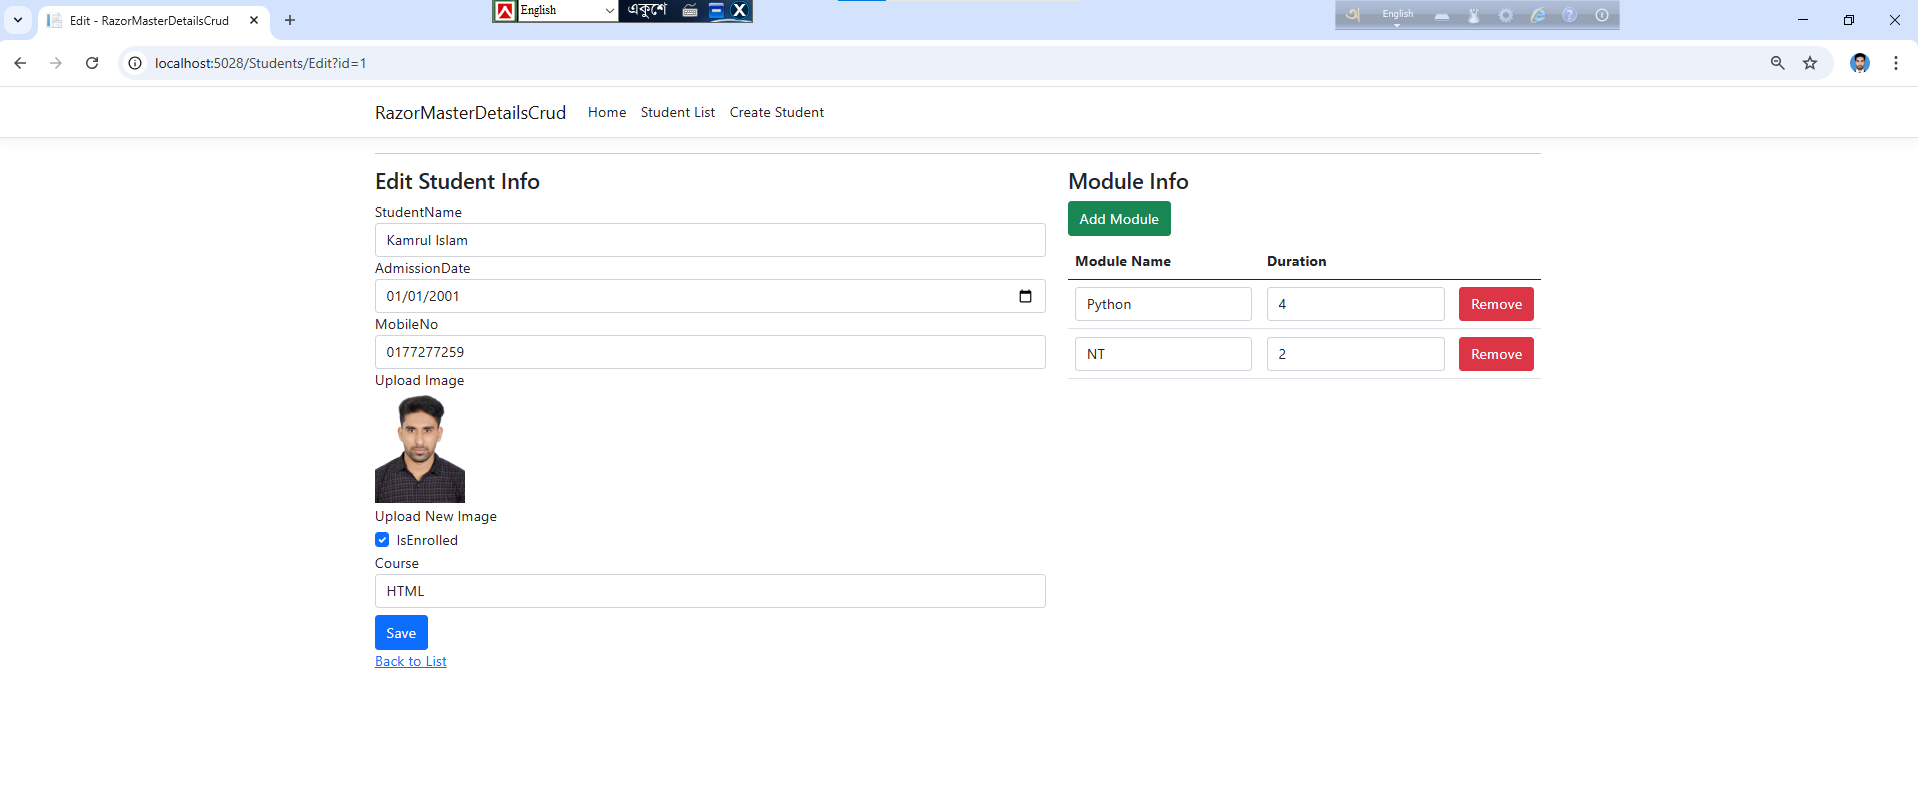 Edit - RazorMasterDetailsCrud
English
একুশে
English
localhost:5028/Students/Edit?id=1
RazorMasterDetailsCrud Home Student List Create Student
Edit Student Info
StudentName
Kamrul Islam
AdmissionDate
01/01/2001
MobileNo
0177277259
Upload Image
Upload New Image
IsEnrolled
Course
HTML
Save
Back to List
Module Info
Add Module
Module Name Duration
Python 4 Remove
NT 2 Remove